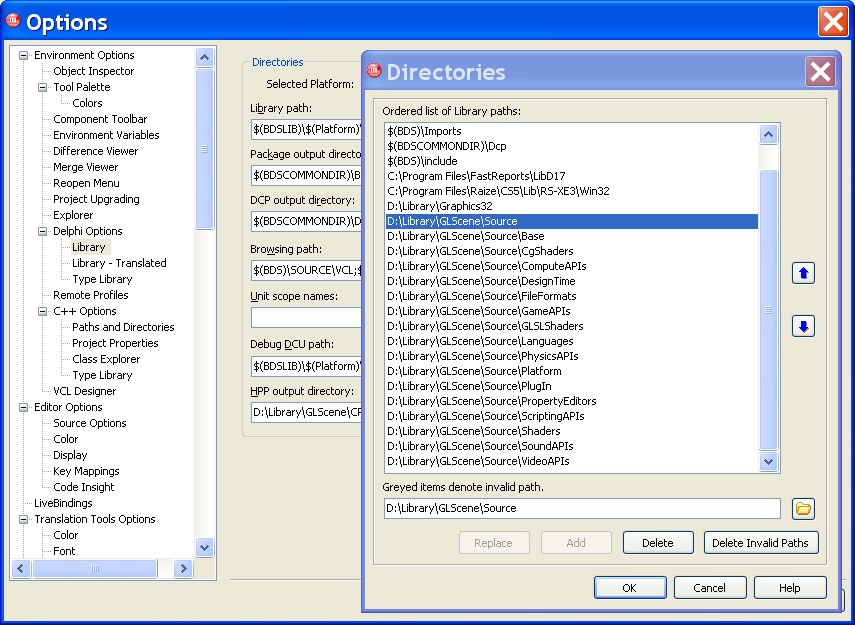 Options
Environment Options
Object Inspector
Tool Palette
Colors
Component Toolbar
Environment Variables
Difference Viewer
Merge Viewer
Reopen Menu
Project Upgrading
Explorer
Delphi Options
Library
Library - Translated
Type Library
Remote Profiles
C++ Options
Paths and Directories
Project Properties
Class Explorer
Type Library
VCL Designer
Editor Options
Source Options
Color
Display
Key Mappings
Code Insight
LiveBindings
Translation Tools Options
Color
Font
Directories
Selected Platform:
Library path:
$(BDSLIB)\$(Platform)\
Package output directo
$(BDSCOMMONDIR)\B
DCP output directory:
$(BDSCOMMONDIR)\D
Browsing path:
$(BDS)\SOURCE\VCL;$
Unit scope names:
Debug DCU path:
$(BDSLIB)\$(Platform)\
HPP output directory:
D:\Library\GLScene\CP
Directories
Ordered list of Library paths:
$(BDS)\Imports
$(BDSCOMMONDIR)\Dcp
$(BDS)\include
C:\Program Files\FastReports\LibD17
C:\Program Files\Raize\CS5\Lib\RS-XE3\Win32
D:\Library\Graphics32
D:\Library\GLScene\Source
D:\Library\GLScene\Source\Base
D:\Library\GLScene\Source\CgShaders
D:\Library\GLScene\Source\ComputeAPIs
D:\Library\GLScene\Source\DesignTime
D:\Library\GLScene\Source\FileFormats
D:\Library\GLScene\Source\GameAPIs
D:\Library\GLScene\Source\GLSLShaders
D:\Library\GLScene\Source\Languages
D:\Library\GLScene\Source\PhysicsAPIs
D:\Library\GLScene\Source\Platform
D:\Library\GLScene\Source\PlugIn
D:\Library\GLScene\Source\PropertyEditors
D:\Library\GLScene\Source\ScriptingAPIs
D:\Library\GLScene\Source\Shaders
D:\Library\GLScene\Source\SoundAPIs
D:\Library\GLScene\Source\VideoAPIs
Greyed items denote invalid path.
D:\Library\GLScene\Source
Replace
Add
Delete
Delete Invalid Paths
OK
Cancel
Help